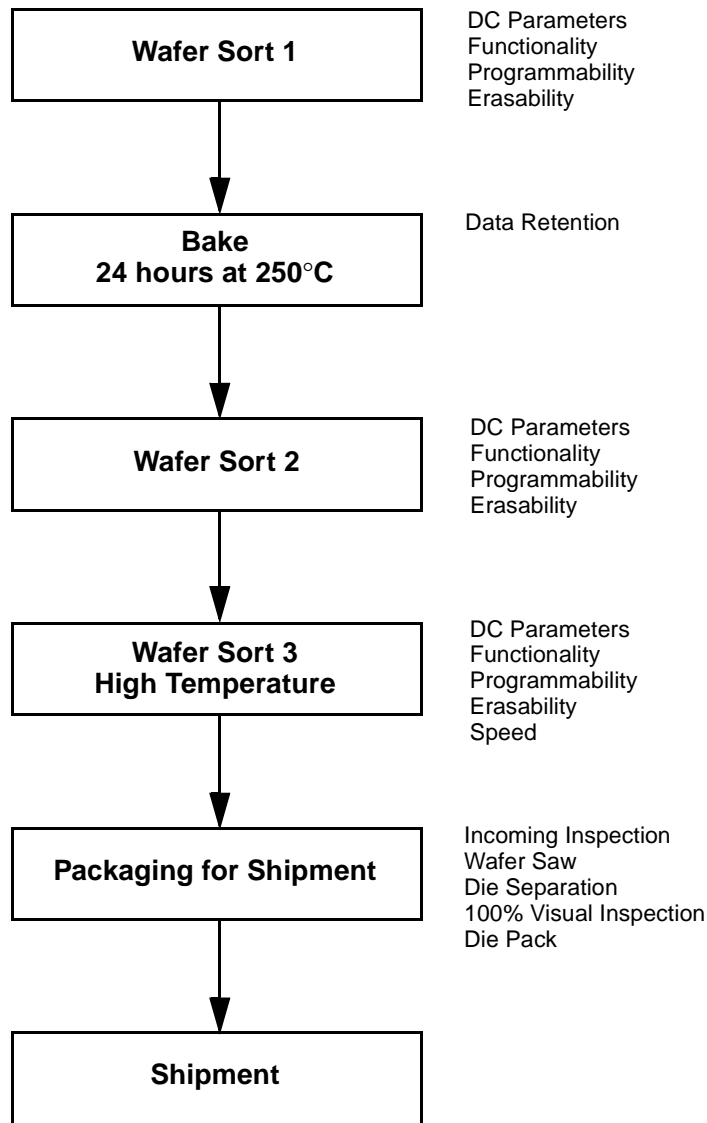 Wafer Sort 1
DC Parameters
Functionality
Programmability
Erasability
Bake
24 hours at 250°C
Data Retention
Wafer Sort 2
DC Parameters
Functionality
Programmability
Erasability
Wafer Sort 3
High Temperature
DC Parameters
Functionality
Programmability
Erasability
Speed
Packaging for Shipment
Incoming Inspection
Wafer Saw
Die Separation
100% Visual Inspection
Die Pack
Shipment